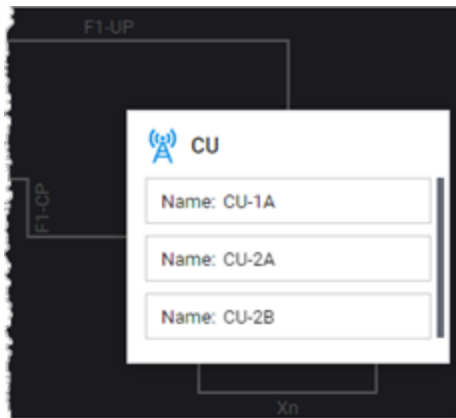 F1-UP
CU
Name: CU-1A
F1-CP
Name: CU-2A
Name: CU-2B
Xn